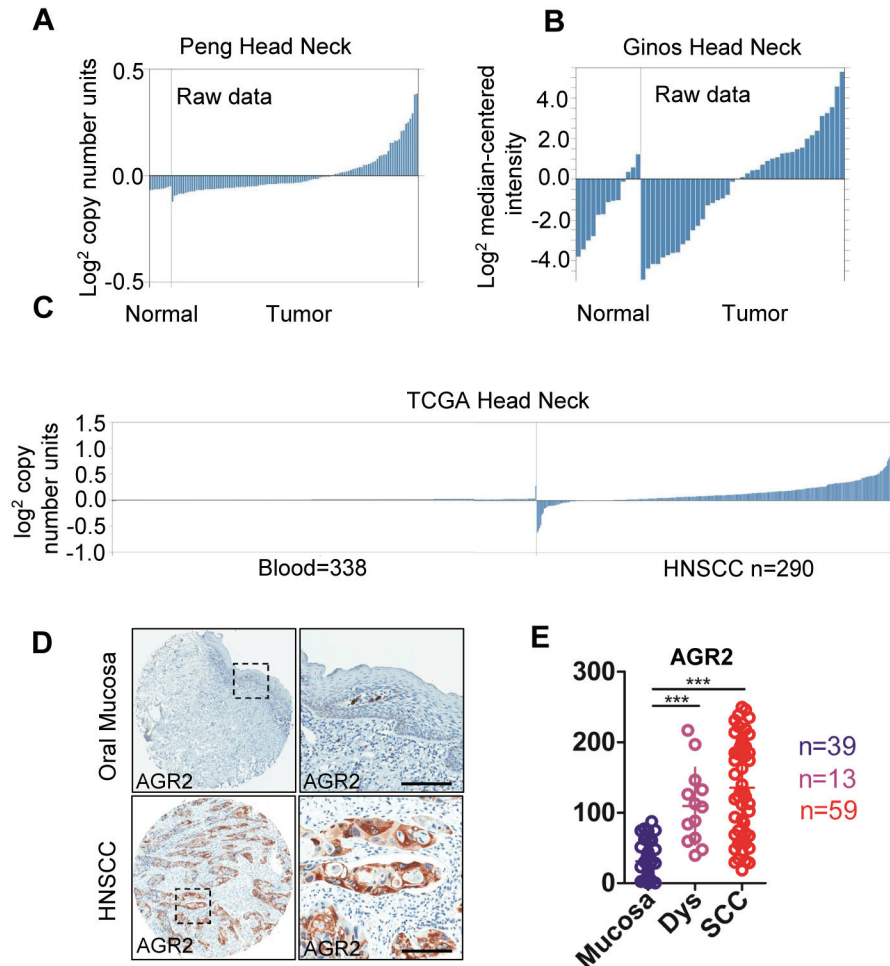 A
Peng Head Neck
Log² copy number units
0.5
0.0
-0.5
Raw data
Normal
Tumor
B
Ginos Head Neck
Log² median-centered
intensity
4.0
2.0
0.0
-2.0
-4.0
Raw data
Normal
Tumor
C
TCGA Head Neck
log² copy
number units
1.5
1.0
0.5
0.0
-0.5
-1.0
Blood=338
HNSCC n=290
D
Oral Mucosa
AGR2
AGR2
HNSCC
AGR2
AGR2
E
AGR2
300
200
100
0
***
***
n=39
n=13
n=59
Mucosa
Dys
SCC